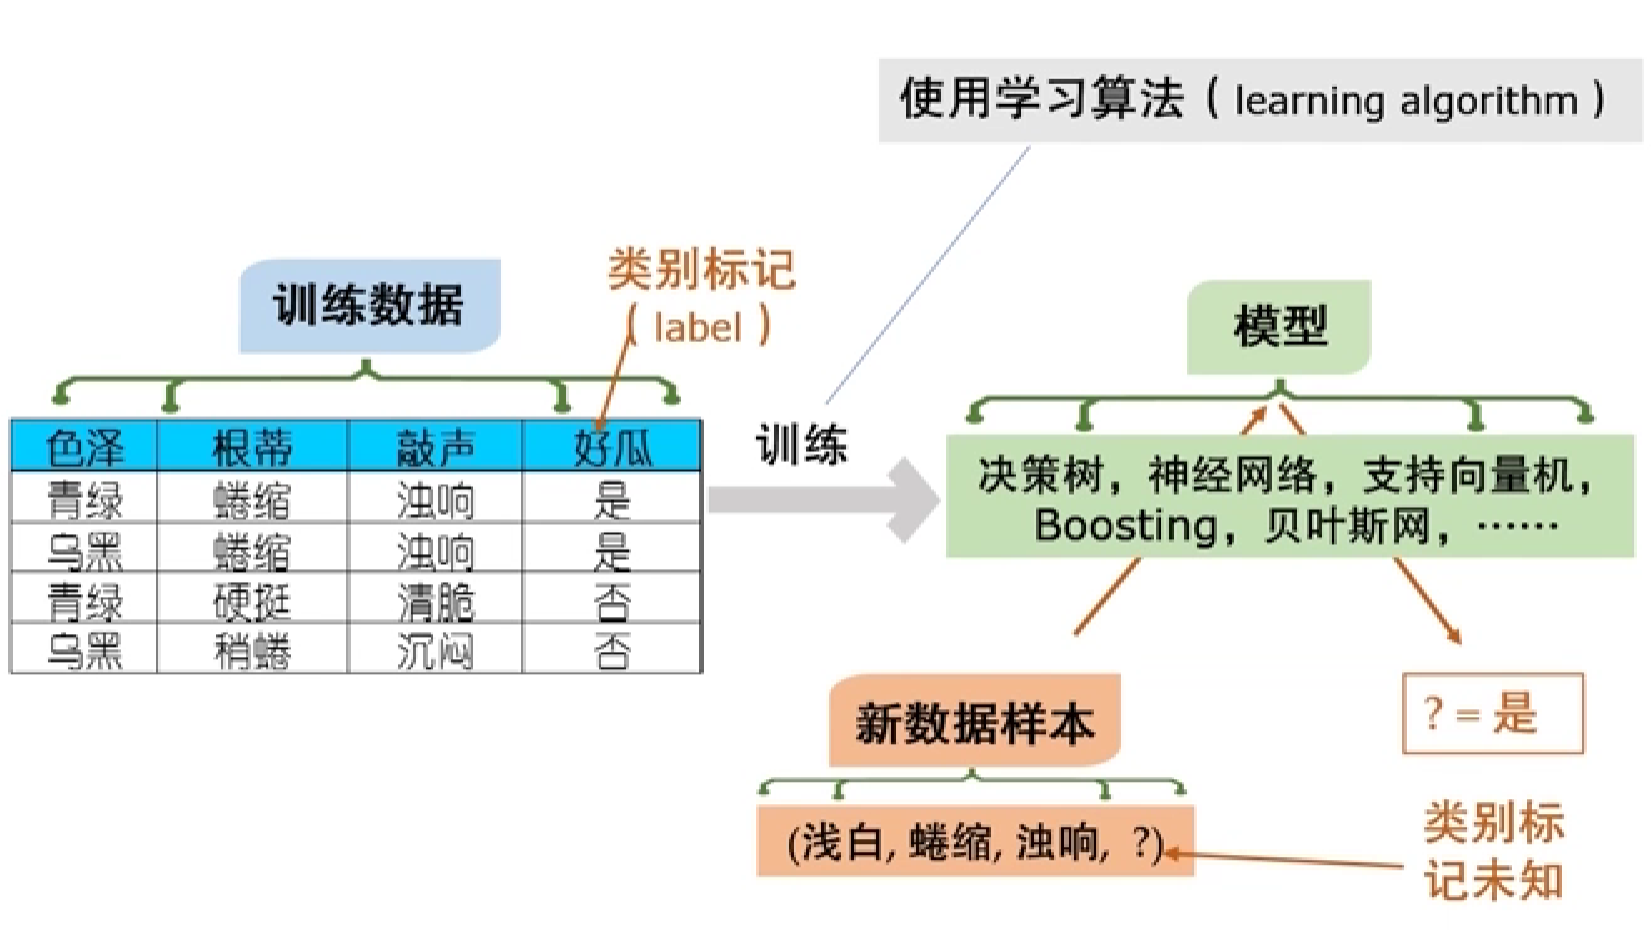 使用学习算法（learning algorithm）
类别标记
（label）
训练数据
模型
色泽 根蒂 敲声 好瓜
青绿 蜷缩 浊响 是
乌黑 蜷缩 浊响 是
青绿 硬挺 清脆 否
乌黑 稍蜷 沉闷 否
训练
决策树，神经网络，支持向量机，
Boosting，贝叶斯网，……
新数据样本
(浅白, 蜷缩, 浊响, ?)
? = 是
类别标
记未知